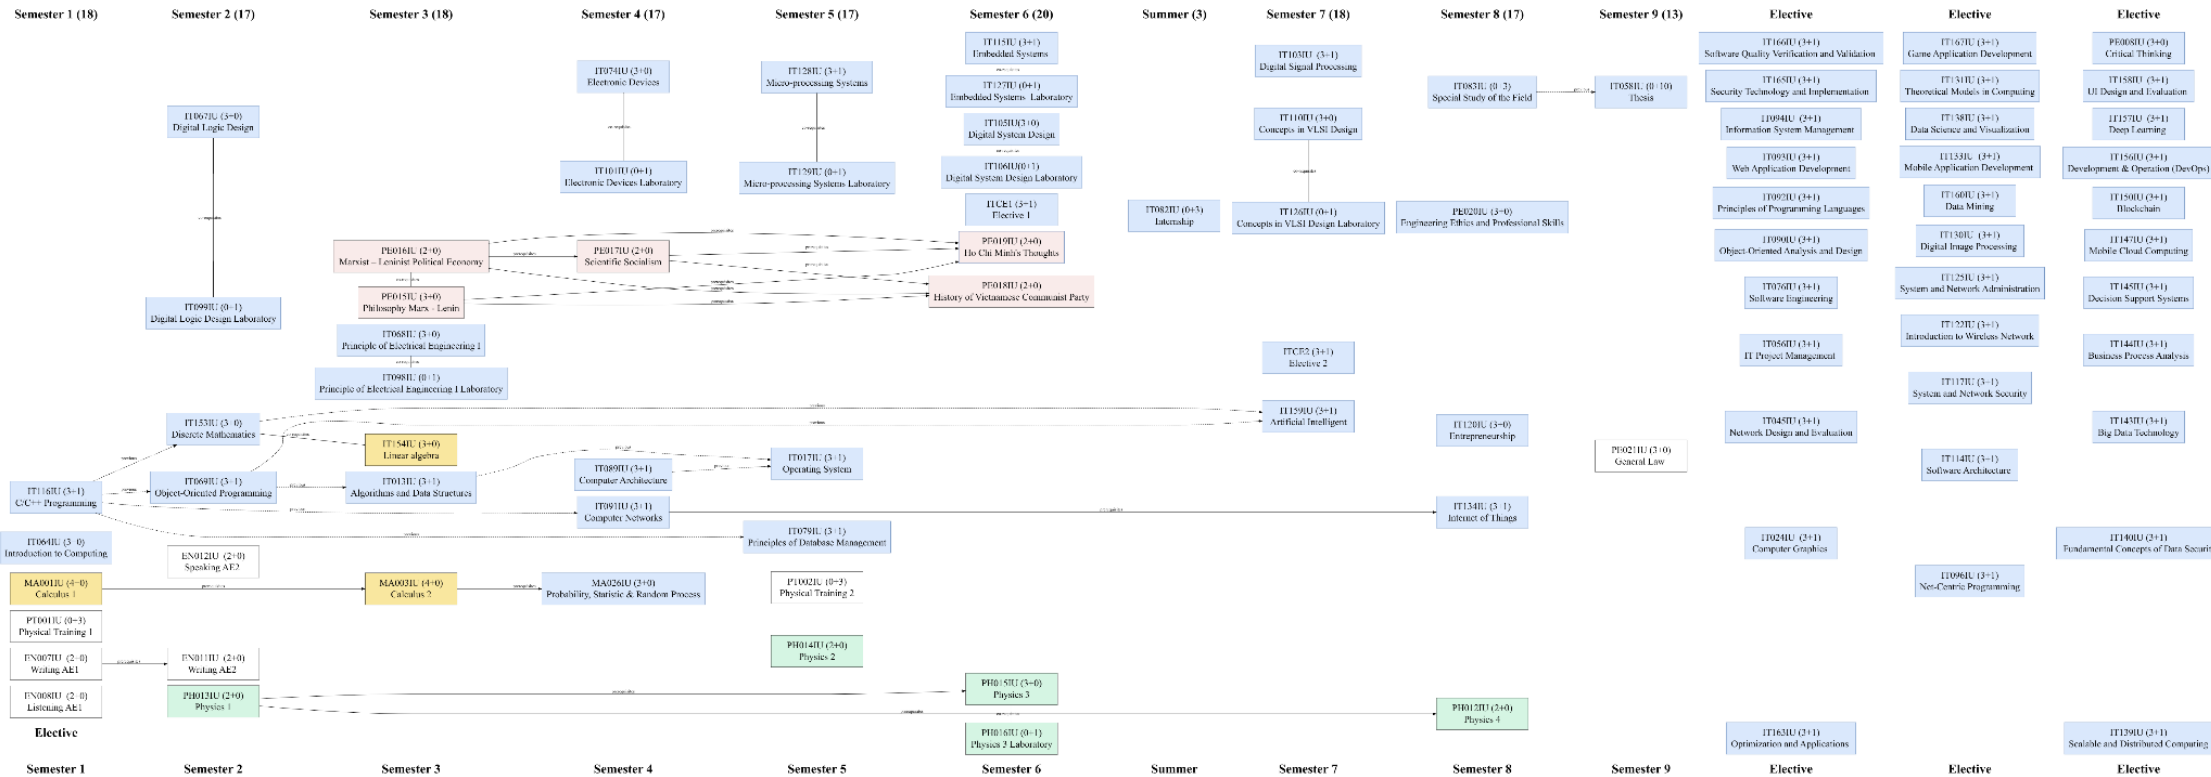 Semester 1 (18)
Semester 2 (17)
Semester 3 (18)
Semester 4 (17)
Semester 5 (17)
Semester 6 (20)
Summer (3)
Semester 7 (18)
Semester 8 (17)
Semester 9 (13)
Elective
Elective
Elective
IT116IU (3+1)
C/C++ Programming
IT064IU (3+0)
Introduction to Computing
MA001IU (4+0)
Calculus 1
PT001IU (0+3)
Physical Training 1
EN007IU (2+0)
Writing AE1
EN008IU (2+0)
Listening AE1
Elective
IT067IU (3+0)
Digital Logic Design
IT099IU (0+1)
Digital Logic Design Laboratory
IT153IU (3+0)
Discrete Mathematics
IT069IU (3+1)
Object-Oriented Programming
EN012IU (2+0)
Speaking AE2
EN011IU (2+0)
Writing AE2
PH013IU (2+0)
Physics 1
PE016IU (2+0)
Marxist – Leninist Political Economy
PE015IU (3+0)
Philosophy Marx - Lenin
IT068IU (3+0)
Principle of Electrical Engineering I
IT098IU (0+1)
Principle of Electrical Engineering I Laboratory
IT154IU (3+0)
Linear algebra
IT013IU (3+1)
Algorithms and Data Structures
MA003IU (4+0)
Calculus 2
IT074IU (3+0)
Electronic Devices
IT101IU (0+1)
Electronic Devices Laboratory
PE017IU (2+0)
Scientific Socialism
IT089IU (3+1)
Computer Architecture
IT091IU (3+1)
Computer Networks
MA026IU (3+0)
Probability, Statistic & Random Process
IT128IU (3+1)
Micro-processing Systems
IT129IU (0+1)
Micro-processing Systems Laboratory
IT017IU (3+1)
Operating System
IT079IU (3+1)
Principles of Database Management
PT002IU (0+3)
Physical Training 2
PH014IU (2+0)
Physics 2
IT115IU (3+1)
Embedded Systems
IT127IU (0+1)
Embedded Systems Laboratory
IT105IU(3+0)
Digital System Design
IT106IU(0+1)
Digital System Design Laboratory
ITCE1 (3+1)
Elective 1
PE019IU (2+0)
Ho Chi Minh's Thoughts
PE018IU (2+0)
History of Vietnamese Communist Party
PH015IU (3+0)
Physics 3
PH016IU (0+1)
Physics 3 Laboratory
IT082IU (0+3)
Internship
IT103IU (3+1)
Digital Signal Processing
IT110IU (3+0)
Concepts in VLSI Design
IT126IU (0+1)
Concepts in VLSI Design Laboratory
ITCE2 (3+1)
Elective 2
IT159IU (3+1)
Artificial Intelligent
IT083IU (0+3)
Special Study of the Field
PE020IU (3+0)
Engineering Ethics and Professional Skills
IT120IU (3+0)
Entrepreneurship
IT134IU (3+1)
Internet of Things
PH012IU (2+0)
Physics 4
IT058IU (0+10)
Thesis
PE021IU (3+0)
General Law
IT166IU (3+1)
Software Quality Verification and Validation
IT165IU (3+1)
Security Technology and Implementation
IT094IU (3+1)
Information System Management
IT093IU (3+1)
Web Application Development
IT092IU (3+1)
Principles of Programming Languages
IT090IU (3+1)
Object-Oriented Analysis and Design
IT076IU (3+1)
Software Engineering
IT056IU (3+1)
IT Project Management
IT045IU (3+1)
Network Design and Evaluation
IT024IU (3+1)
Computer Graphics
IT163IU (3+1)
Optimization and Applications
IT167IU (3+1)
Game Application Development
IT131IU (3+1)
Theoretical Models in Computing
IT138IU (3+1)
Data Science and Visualization
IT133IU (3+1)
Mobile Application Development
IT160IU (3+1)
Data Mining
IT130IU (3+1)
Digital Image Processing
IT125IU (3+1)
System and Network Administration
IT122IU (3+1)
Introduction to Wireless Network
IT117IU (3+1)
System and Network Security
IT114IU (3+1)
Software Architecture
IT096IU (3+1)
Net-Centric Programming
PE008IU (3+0)
Critical Thinking
IT158IU (3+1)
UI Design and Evaluation
IT157IU (3+1)
Deep Learning
IT156IU (3+1)
Development & Operation (DevOps)
IT150IU (3+1)
Blockchain
IT147IU (3+1)
Mobile Cloud Computing
IT145IU (3+1)
Decision Support Systems
IT144IU (3+1)
Business Process Analysis
IT143IU (3+1)
Big Data Technology
IT140IU (3+1)
Fundamental Concepts of Data Securi
IT139IU (3+1)
Scalable and Distributed Computing
Semester 1
Semester 2
Semester 3
Semester 4
Semester 5
Semester 6
Summer
Semester 7
Semester 8
Semester 9
Elective
Elective
Elective